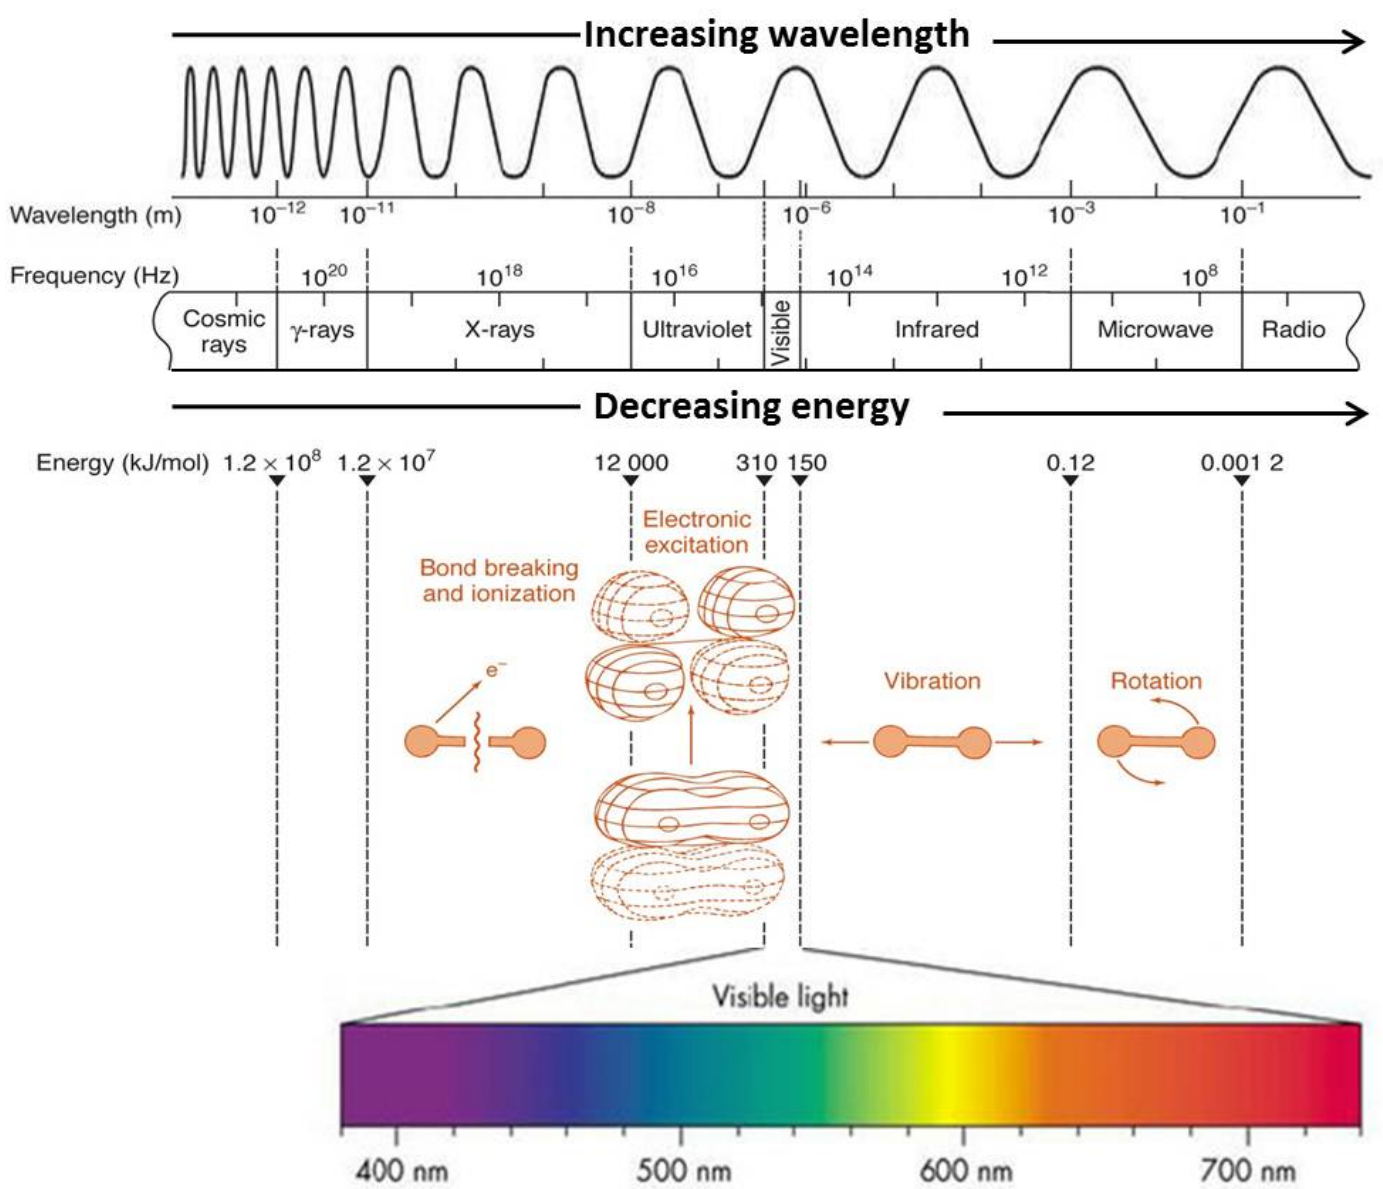 Increasing wavelength
Wavelength (m) 10⁻¹² 10⁻¹¹ 10⁻⁸ 10⁻⁶ 10⁻³ 10⁻¹
Frequency (Hz) 10²⁰ 10¹⁸ 10¹⁶ 10¹⁴ 10¹² 10⁸
Cosmic
rays
γ-rays
X-rays
Ultraviolet
Visible
Infrared
Microwave
Radio
Decreasing energy
Energy (kJ/mol) 1.2 × 10⁸ 1.2 × 10⁷ 12 000 310 150 0.12 0.001 2
Electronic
excitation
Bond breaking
and ionization
e⁻
Vibration
Rotation
Visible light
400 nm 500 nm 600 nm 700 nm